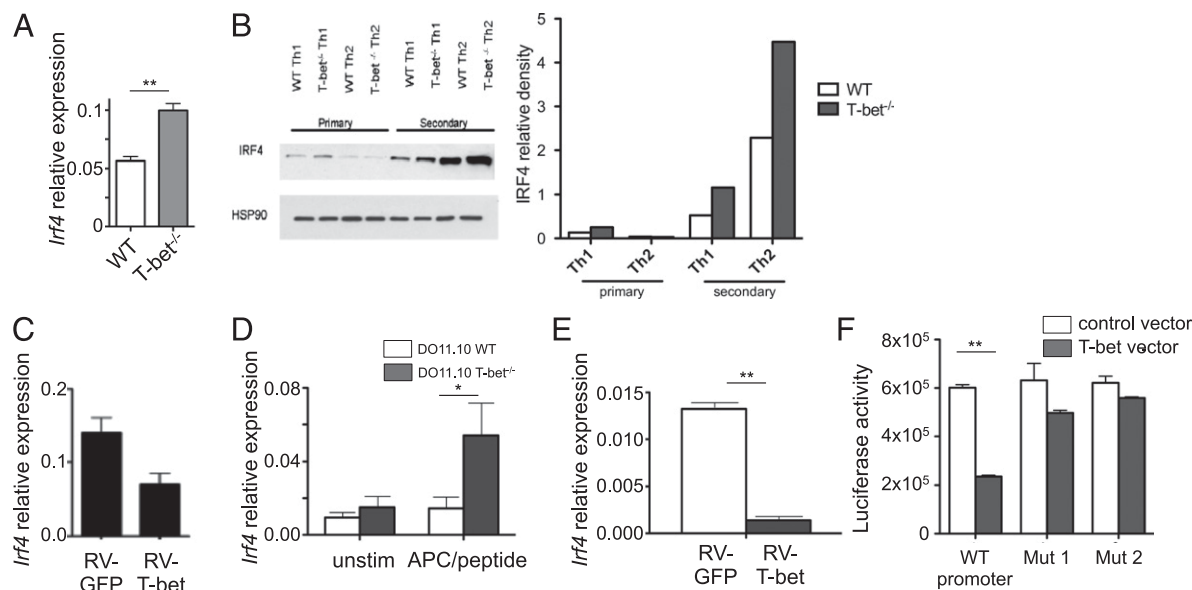 A
Irf4 relative expression
0.1
0.05
0
**
WT
T-bet-/-
B
WT Th1
T-bet-/- Th1
WT Th2
T-bet -/- Th2
WT Th1
T-bet-/- Th1
WT Th2
T-bet -/- Th2
Primary
Secondary
IRF4
HSP90
IRF4 relative density
5
4
3
2
1
0
Th1
Th2
Th1
Th2
primary
secondary
WT
T-bet-/-
C
Irf4 relative expression
0.2
0.1
0.0
RV-
GFP
RV-
T-bet
D
DO11.10 WT
DO11.10 T-bet-/-
Irf4 relative expression
0.08
0.04
0.00
*
unstim
APC/peptide
E
Irf4 relative expression
0.015
0.010
0.005
0.000
**
RV-
GFP
RV-
T-bet
F
control vector
T-bet vector
Luciferase activity
8x10^5
6x10^5
4x10^5
2x10^5
0
**
WT
promoter
Mut 1
Mut 2